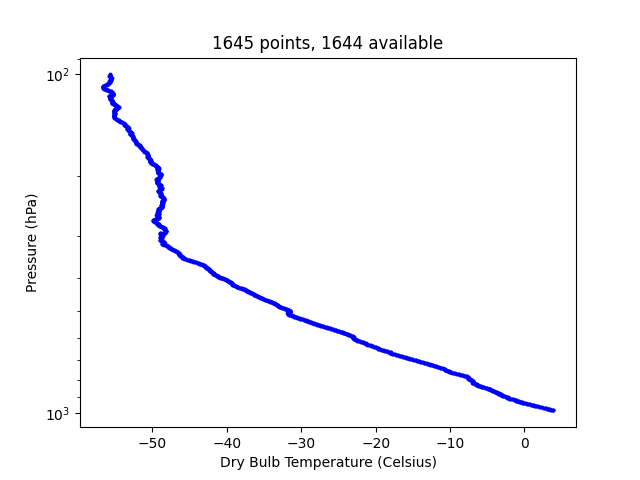 1645 points, 1644 available
10²
Pressure (hPa)
10³
−50 −40 −30 −20 −10 0
Dry Bulb Temperature (Celsius)